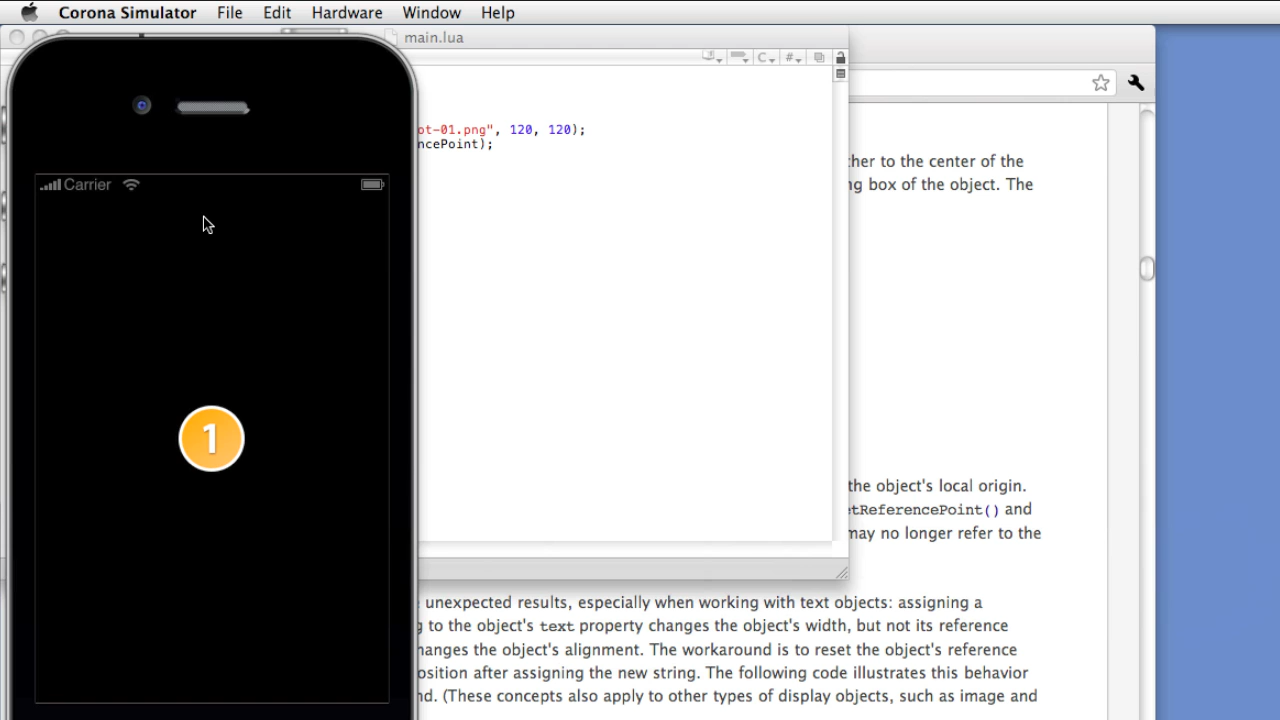 Corona Simulator File Edit Hardware Window Help
main.lua
C #
ot-01.png", 120, 120);
ncePoint);
ther to the center of the
ng box of the object. The
Carrier
1
the object's local origin.
etReferencePoint() and
may no longer refer to the
unexpected results, especially when working with text objects: assigning a
g to the object's text property changes the object's width, but not its reference
hanges the object's alignment. The workaround is to reset the object's reference
osition after assigning the new string. The following code illustrates this behavior
nd. (These concepts also apply to other types of display objects, such as image and